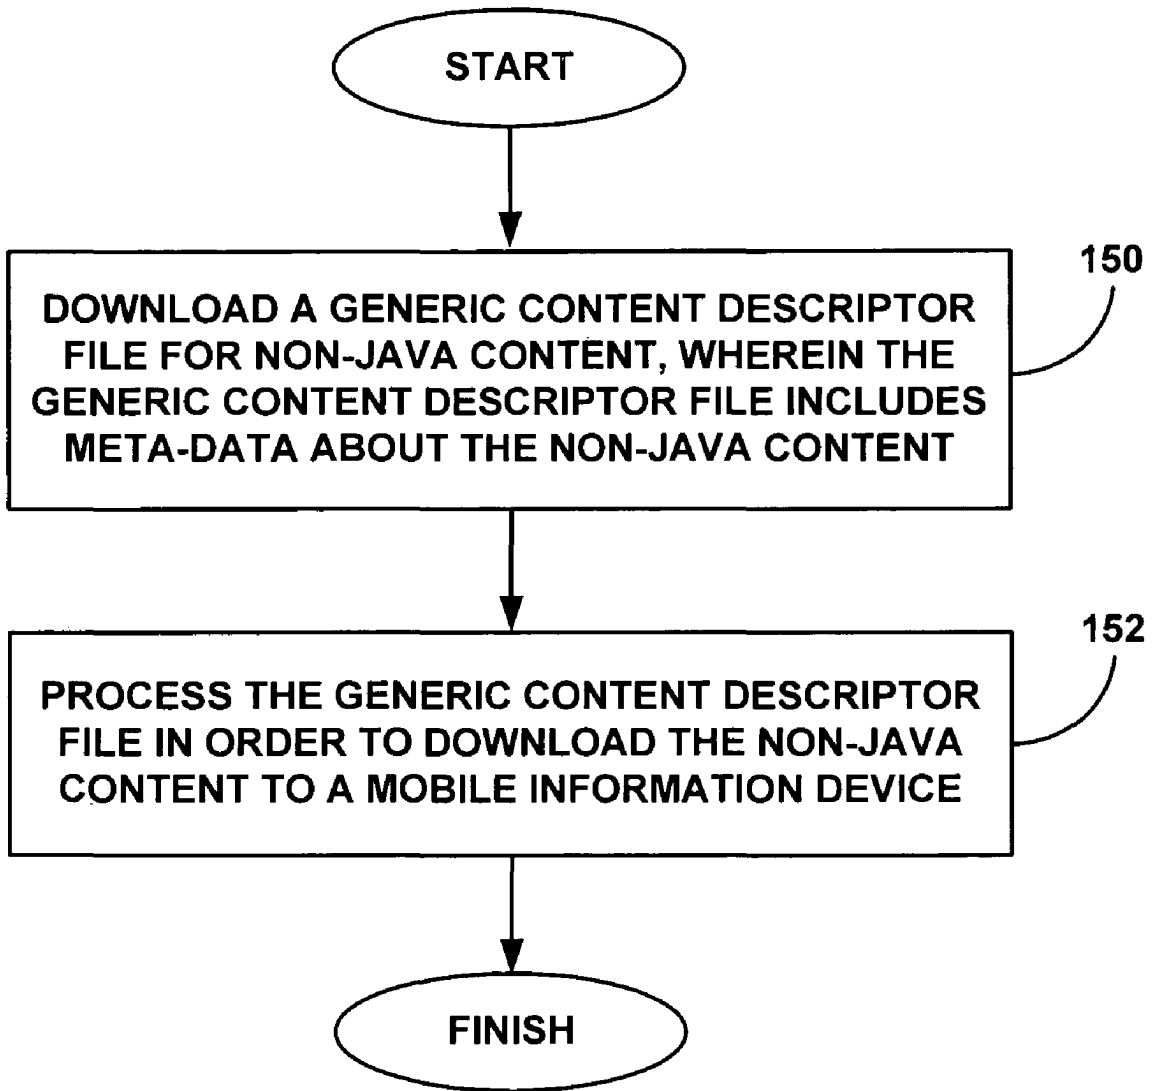 START
150
DOWNLOAD A GENERIC CONTENT DESCRIPTOR
FILE FOR NON-JAVA CONTENT, WHEREIN THE
GENERIC CONTENT DESCRIPTOR FILE INCLUDES
META-DATA ABOUT THE NON-JAVA CONTENT
152
PROCESS THE GENERIC CONTENT DESCRIPTOR
FILE IN ORDER TO DOWNLOAD THE NON-JAVA
CONTENT TO A MOBILE INFORMATION DEVICE
FINISH